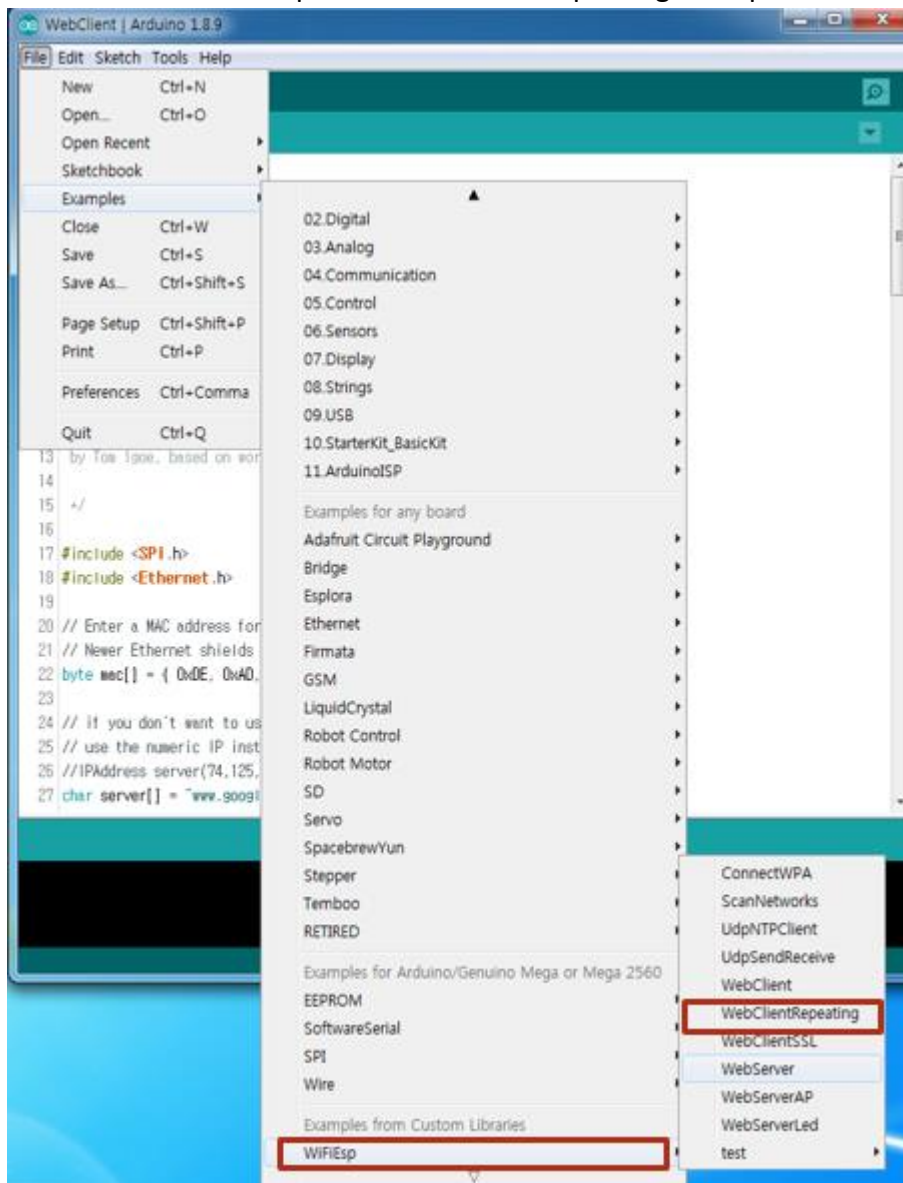 WebClient | Arduino 1.8.9
File Edit Sketch Tools Help
New Ctrl+N
Open... Ctrl+O
Open Recent
Sketchbook
Examples
Close Ctrl+W
Save Ctrl+S
Save As... Ctrl+Shift+S
Page Setup Ctrl+Shift+P
Print Ctrl+P
Preferences Ctrl+Comma
Quit Ctrl+Q
02.Digital
03.Analog
04.Communication
05.Control
06.Sensors
07.Display
08.Strings
09.USB
10.StarterKit_BasicKit
11.ArduinoISP
Examples for any board
Adafruit Circuit Playground
Bridge
Esplora
Ethernet
Firmata
GSM
LiquidCrystal
Robot Control
Robot Motor
SD
Servo
SpacebrewYun
Stepper
Temboo
RETIRED
Examples for Arduino/Genuino Mega or Mega 2560
EEPROM
SoftwareSerial
SPI
Wire
Examples from Custom Libraries
WiFiEsp
ConnectWPA
ScanNetworks
UdpNTPClient
UdpSendReceive
WebClient
WebClientRepeating
WebClientSSL
WebServer
WebServerAP
WebServerLed
test
13 by Tom Igoe, based on wor
14
15 */
16
17 #include <SPI.h>
18 #include <Ethernet.h>
19
20 // Enter a MAC address for
21 // Newer Ethernet shields
22 byte mac[] = { 0xDE, 0xAD,
23
24 // if you don't want to us
25 // use the numeric IP inst
26 //IPAddress server(74,125,
27 char server[] = "www.googl